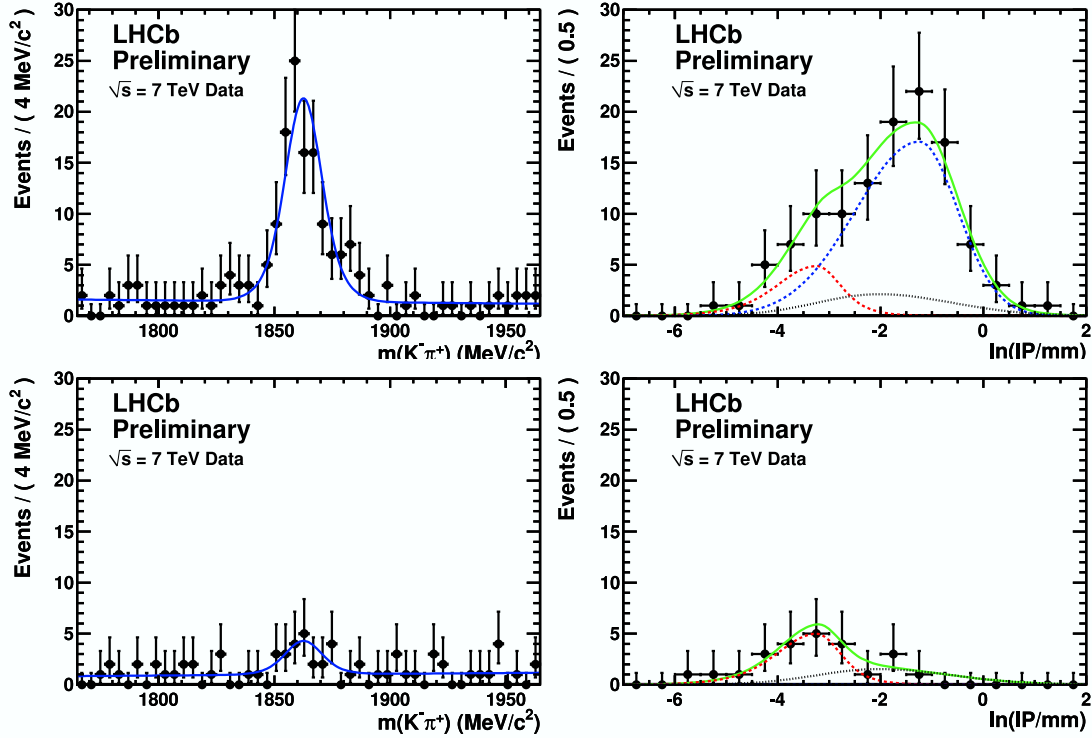 Events / ( 4 MeV/c² )
30
25
20
15
10
5
0
LHCb
Preliminary
√s = 7 TeV Data
1800
1850
1900
1950
m(K⁻π⁺) (MeV/c²)
Events / ( 0.5 )
30
25
20
15
10
5
0
LHCb
Preliminary
√s = 7 TeV Data
-6
-4
-2
0
2
ln(IP/mm)
Events / ( 4 MeV/c² )
30
25
20
15
10
5
0
LHCb
Preliminary
√s = 7 TeV Data
1800
1850
1900
1950
m(K⁻π⁺) (MeV/c²)
Events / ( 0.5 )
30
25
20
15
10
5
0
LHCb
Preliminary
√s = 7 TeV Data
-6
-4
-2
0
2
ln(IP/mm)